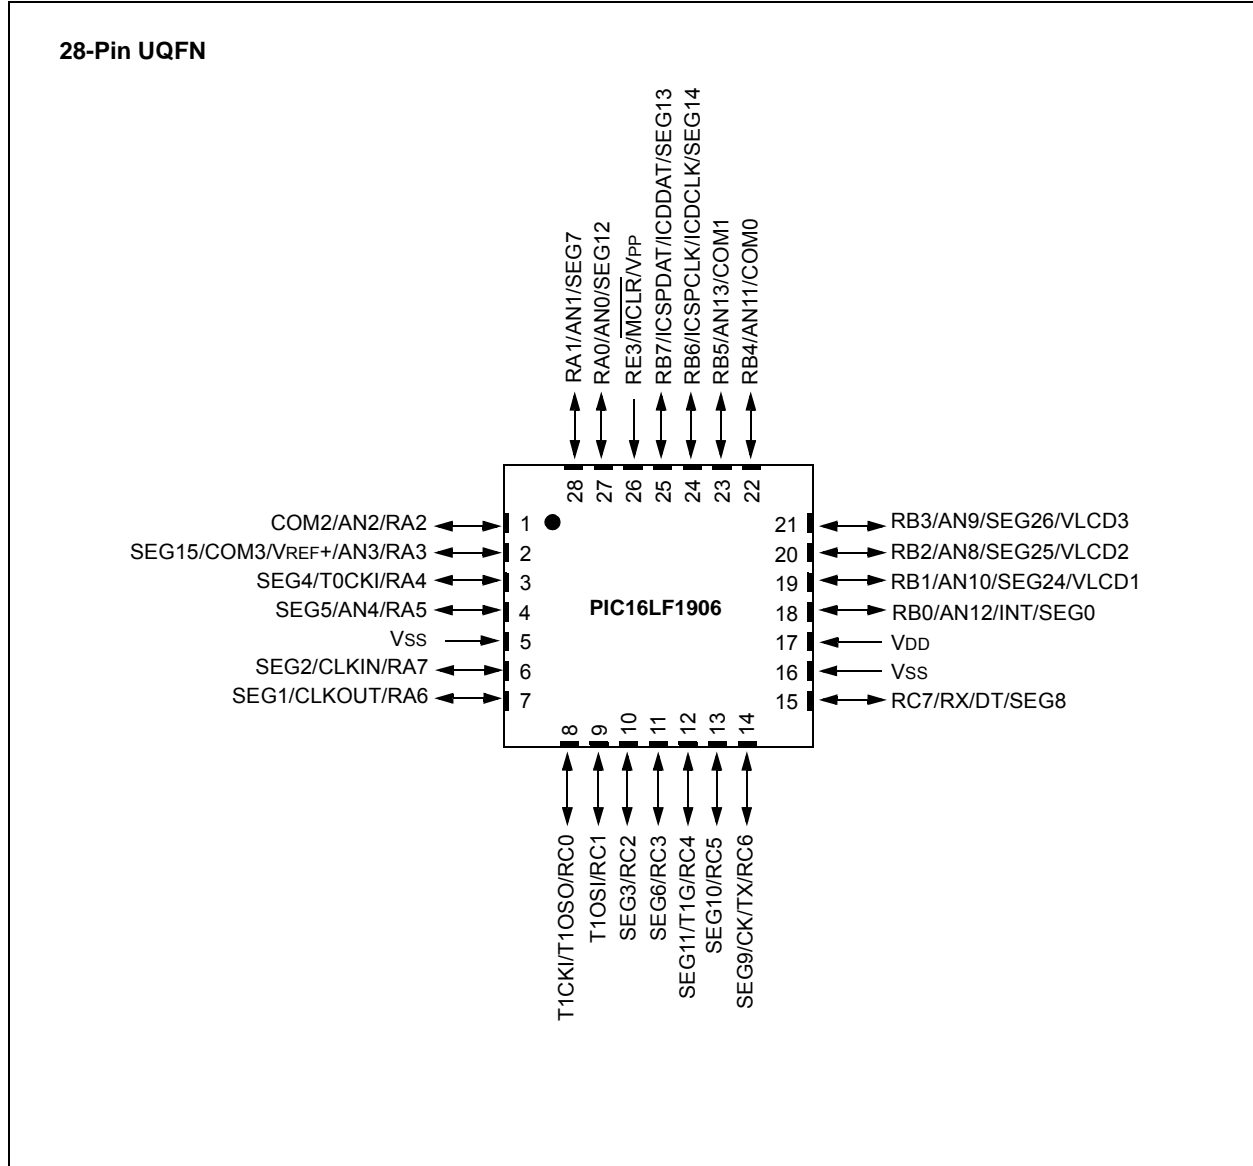 28-Pin UQFN
RA1/AN1/SEG7
RA0/AN0/SEG12
RE3/MCLR/VPP
RB7/ICSPDAT/ICDDAT/SEG13
RB6/ICSPCLK/ICDCLK/SEG14
RB5/AN13/COM1
RB4/AN11/COM0
28
27
26
25
24
23
22
COM2/AN2/RA2
1
SEG15/COM3/VREF+/AN3/RA3
2
SEG4/T0CKI/RA4
3
SEG5/AN4/RA5
4
VSS
5
SEG2/CLKIN/RA7
6
SEG1/CLKOUT/RA6
7
PIC16LF1906
21
RB3/AN9/SEG26/VLCD3
20
RB2/AN8/SEG25/VLCD2
19
RB1/AN10/SEG24/VLCD1
18
RB0/AN12/INT/SEG0
17
VDD
16
VSS
15
RC7/RX/DT/SEG8
8
9
10
11
12
13
14
T1CKI/T1OSO/RC0
T1OSI/RC1
SEG3/RC2
SEG6/RC3
SEG11/T1G/RC4
SEG10/RC5
SEG9/CK/TX/RC6